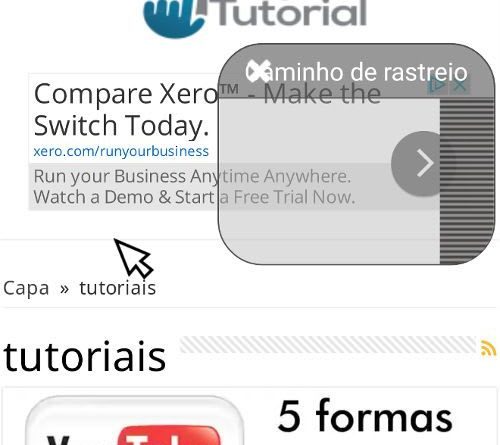 Tutorial
Caminho de rastreio
Compare Xero™ - Make the
Switch Today.
xero.com/runyourbusiness
Run your Business Anytime Anywhere.
Watch a Demo & Start a Free Trial Now.
Capa » tutoriais
tutoriais
5 formas
YouTube